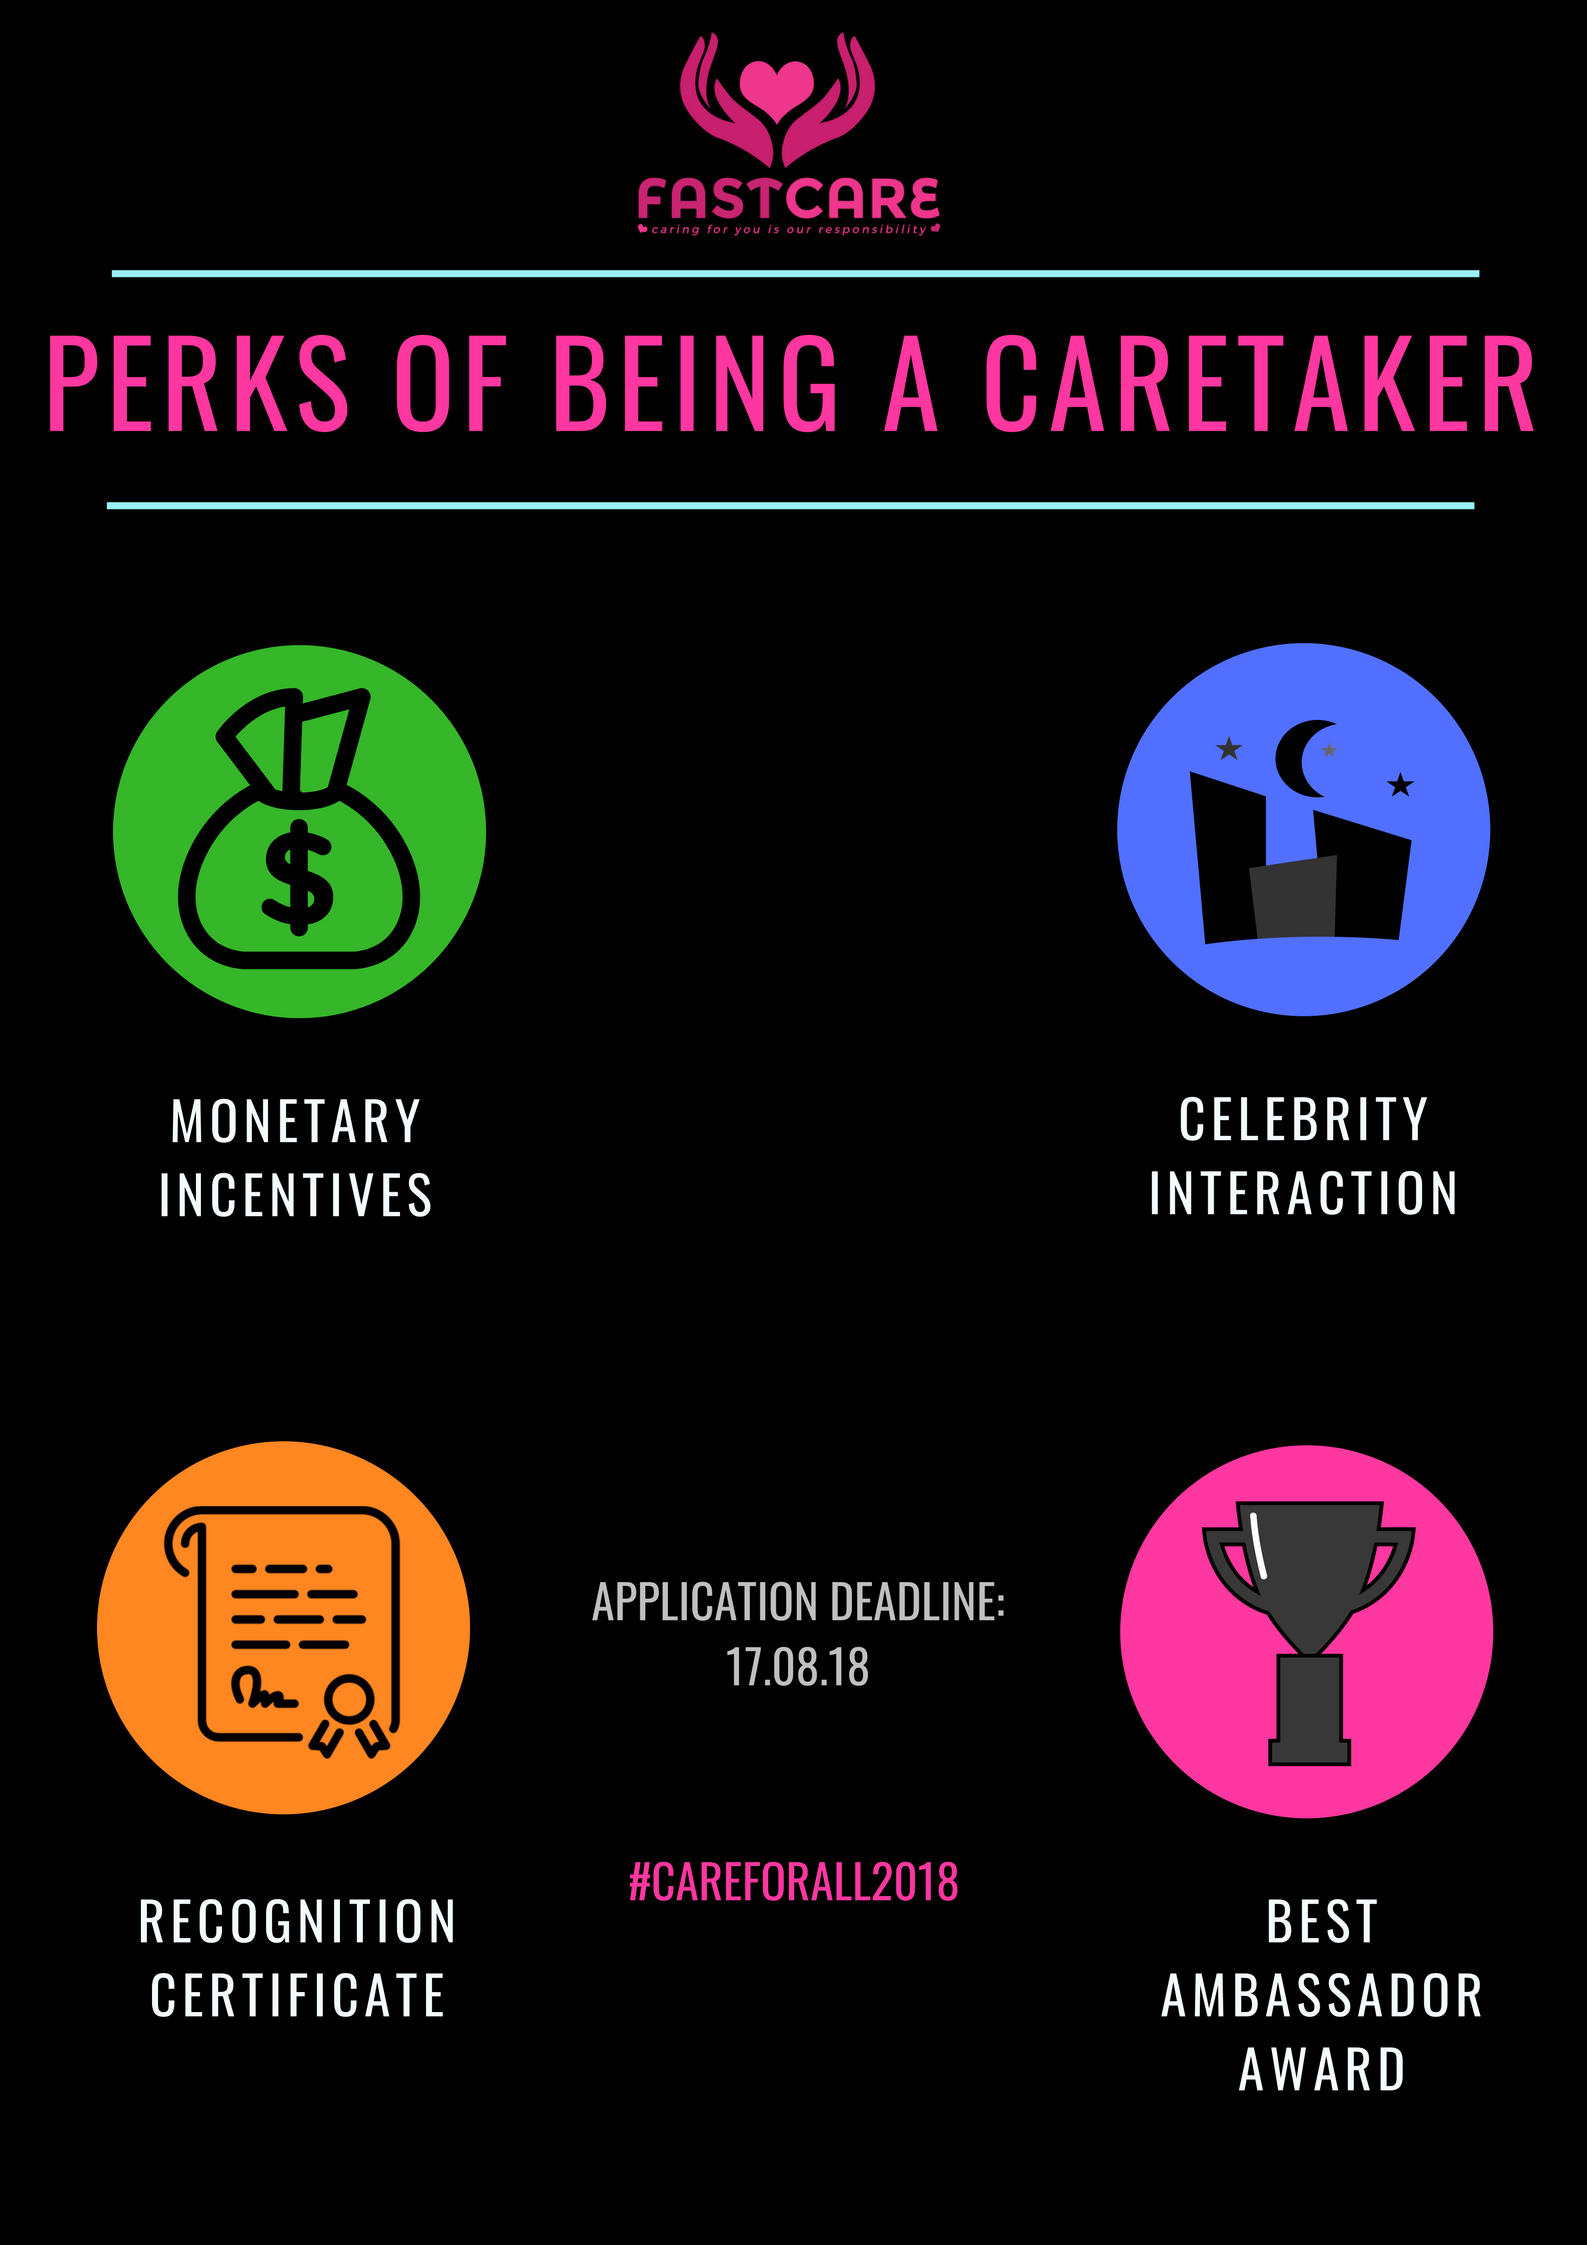 FASTCARE
caring for you is our responsibility
PERKS OF BEING A CARETAKER
MONETARY
INCENTIVES
CELEBRITY
INTERACTION
RECOGNITION
CERTIFICATE
APPLICATION DEADLINE:
17.08.18
#CAREFORALL2018
BEST
AMBASSADOR
AWARD